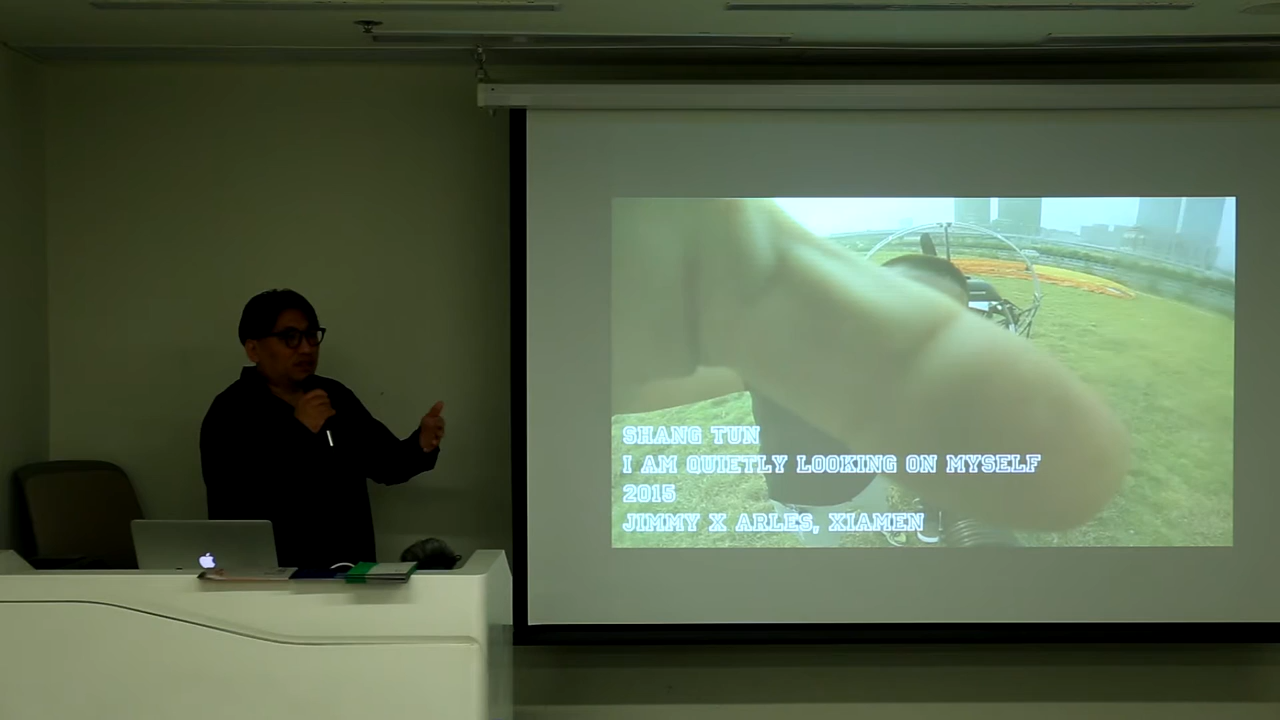 SHANG TUN
I AM QUIETLY LOOKING ON MYSELF
2015
JIMMY X ARLES, XIAMEN